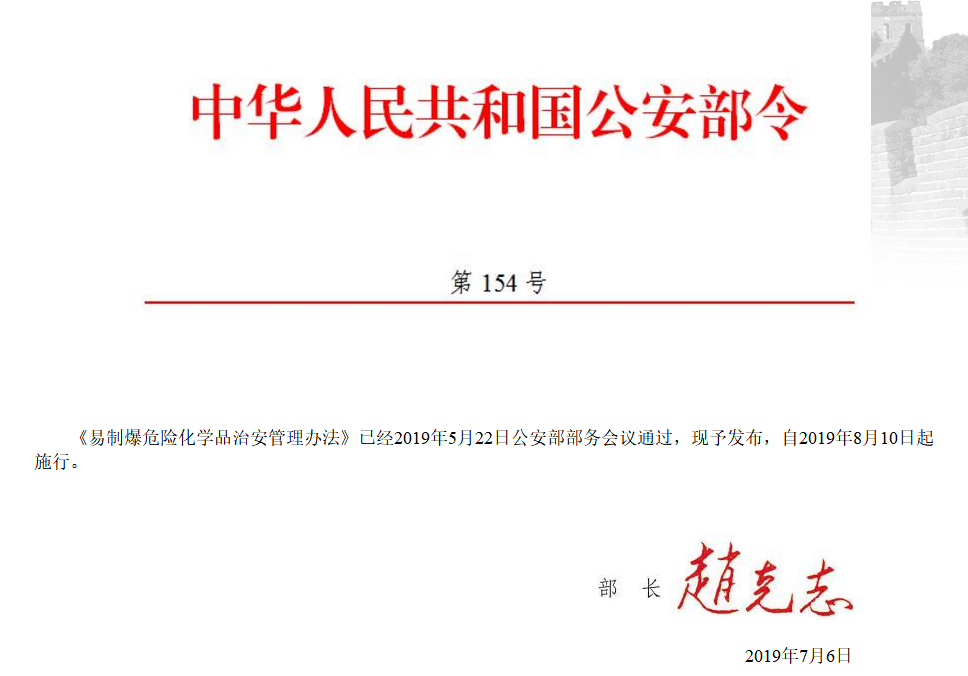 中华人民共和国公安部令
第 154 号
《易制爆危险化学品治安管理办法》已经2019年5月22日公安部部务会议通过，现予发布，自2019年8月10日起
施行。
部 长 赵克志
2019年7月6日